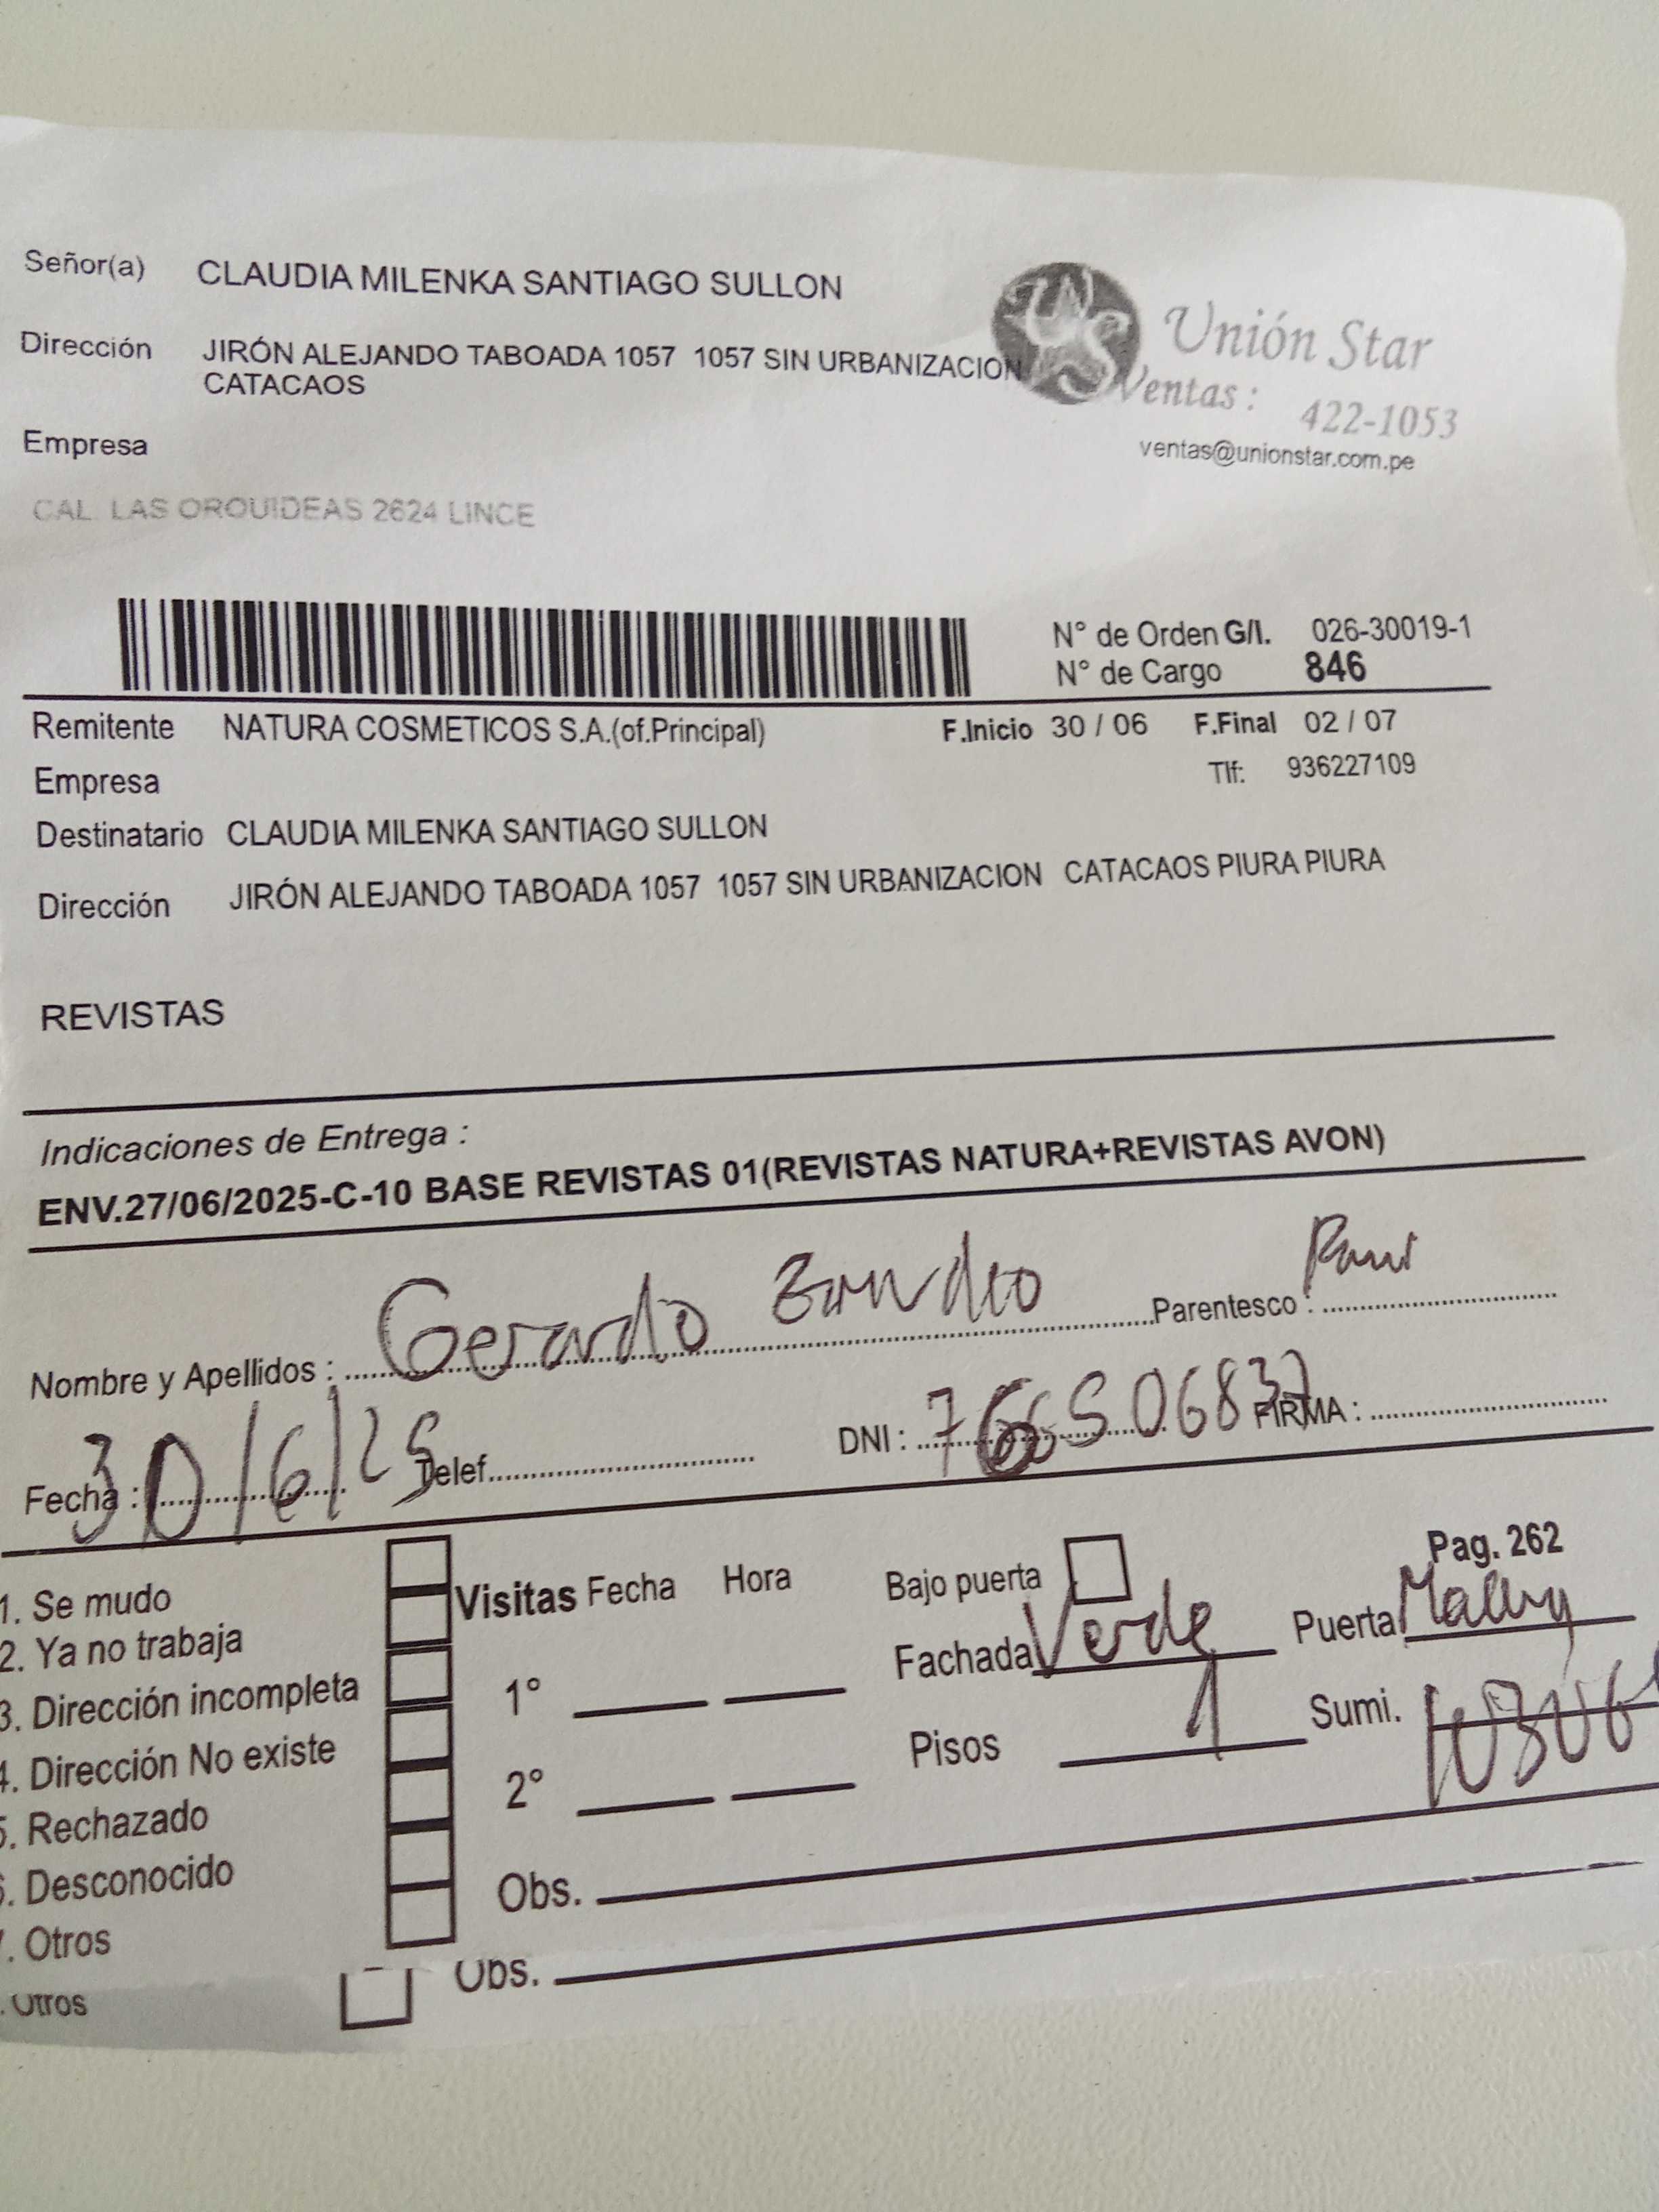 Señor(a) CLAUDIA MILENKA SANTIAGO SULLON
Dirección JIRÓN ALEJANDO TABOADA 1057 1057 SIN URBANIZACION
CATACAOS
Unión Star
Ventas: 422-1053
ventas@unionstar.com.pe
Empresa
CAL. LAS ORQUIDEAS 2624 LINCE
N° de Orden G/I. 026-30019-1
N° de Cargo 846
Remitente NATURA COSMETICOS S.A.(of.Principal) F.Inicio 30 / 06 F.Final 02 / 07
Empresa Tlf: 936227109
Destinatario CLAUDIA MILENKA SANTIAGO SULLON
Dirección JIRÓN ALEJANDO TABOADA 1057 1057 SIN URBANIZACION CATACAOS PIURA PIURA
REVISTAS
Indicaciones de Entrega :
ENV.27/06/2025-C-10 BASE REVISTAS 01(REVISTAS NATURA+REVISTAS AVON)
Nombre y Apellidos : Gerardo Parentesco :
Fecha : 30/6/25 Telef. DNI : FIRMA :
Pag. 262
1. Se mudo Visitas Fecha Hora Bajo puerta
2. Ya no trabaja Fachada Verde Puerta
3. Dirección incompleta 1°
4. Dirección No existe Pisos 1 Sumi.
5. Rechazado 2°
6. Desconocido
7. Otros Obs.
. Otros Obs.